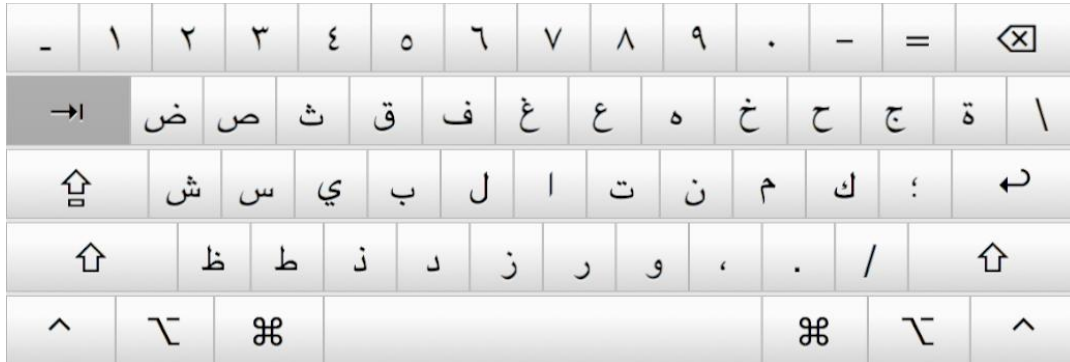 - ١ ٢ ٣ ٤ ٥ ٦ ٧ ٨ ٩ ٠ – =
ض ص ث ق ف غ ع ه خ ح ج ة \
ش س ي ب ل ا ت ن م ك ؛
ظ ط ذ د ز ر و ، . /